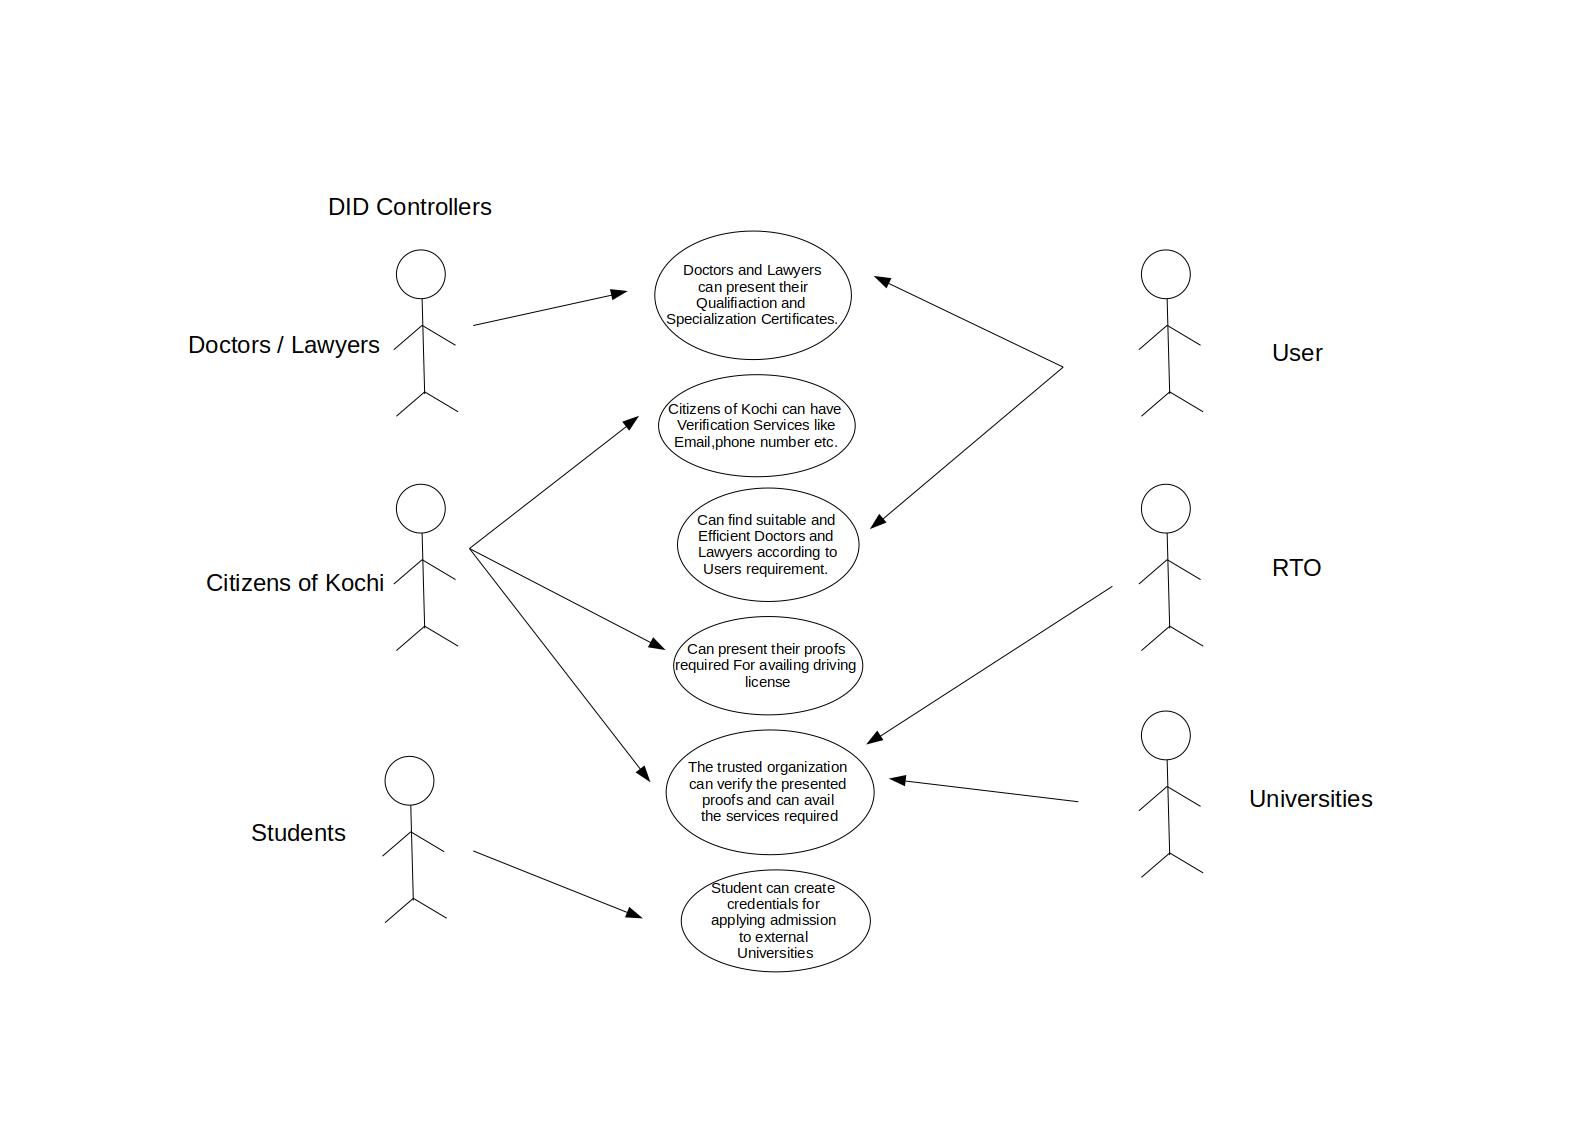 DID Controllers
Doctors / Lawyers
Citizens of Kochi
Students
Doctors and Lawyers
can present their
Qualifiaction and
Specialization Certificates.
Citizens of Kochi can have
Verification Services like
Email,phone number etc.
Can find suitable and
Efficient Doctors and
Lawyers according to
Users requirement.
Can present their proofs
required For availing driving
license
The trusted organization
can verify the presented
proofs and can avail
the services required
Student can create
credentials for
applying admission
to external
Universities
User
RTO
Universities